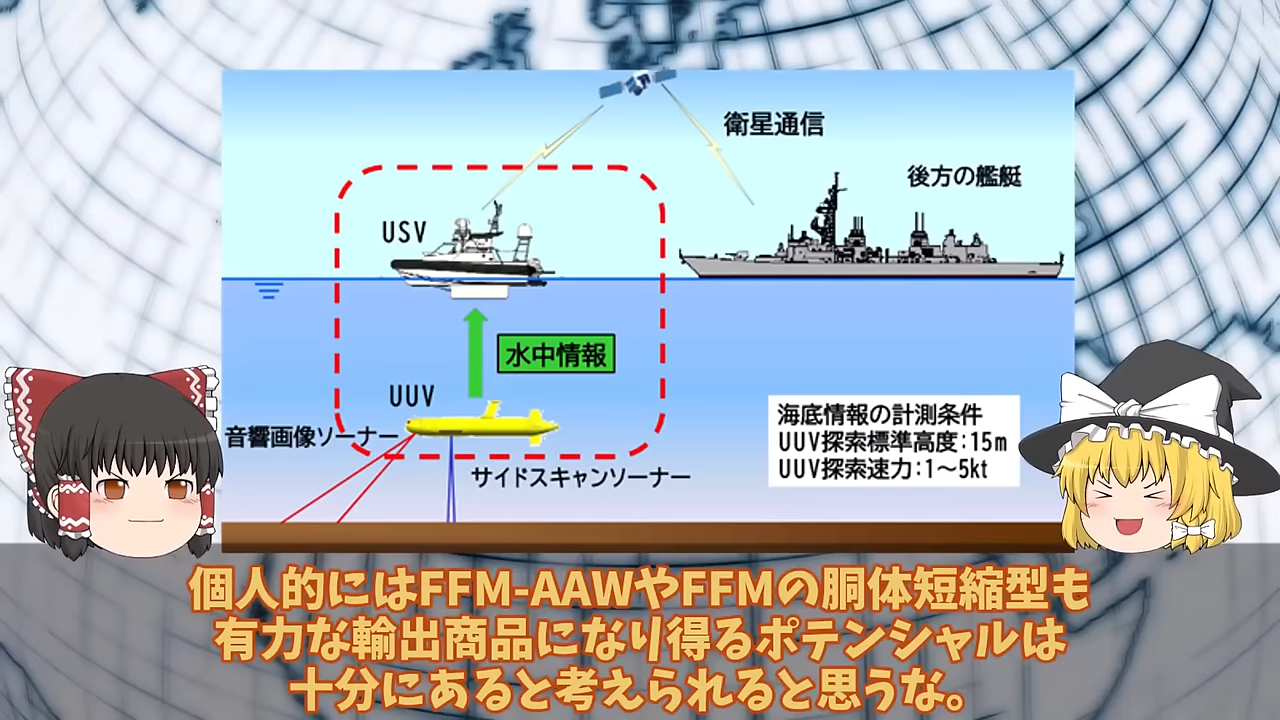 衛星通信
後方の艦艇
USV
水中情報
UUV
音響画像ソーナー
サイドスキャンソーナー
海底情報の計測条件
UUV探索標準高度:15m
UUV探索速力:1～5kt
個人的にはFFM-AAWやFFMの胴体短縮型も
有力な輸出商品になり得るポテンシャルは
十分にあると考えられると思うな。